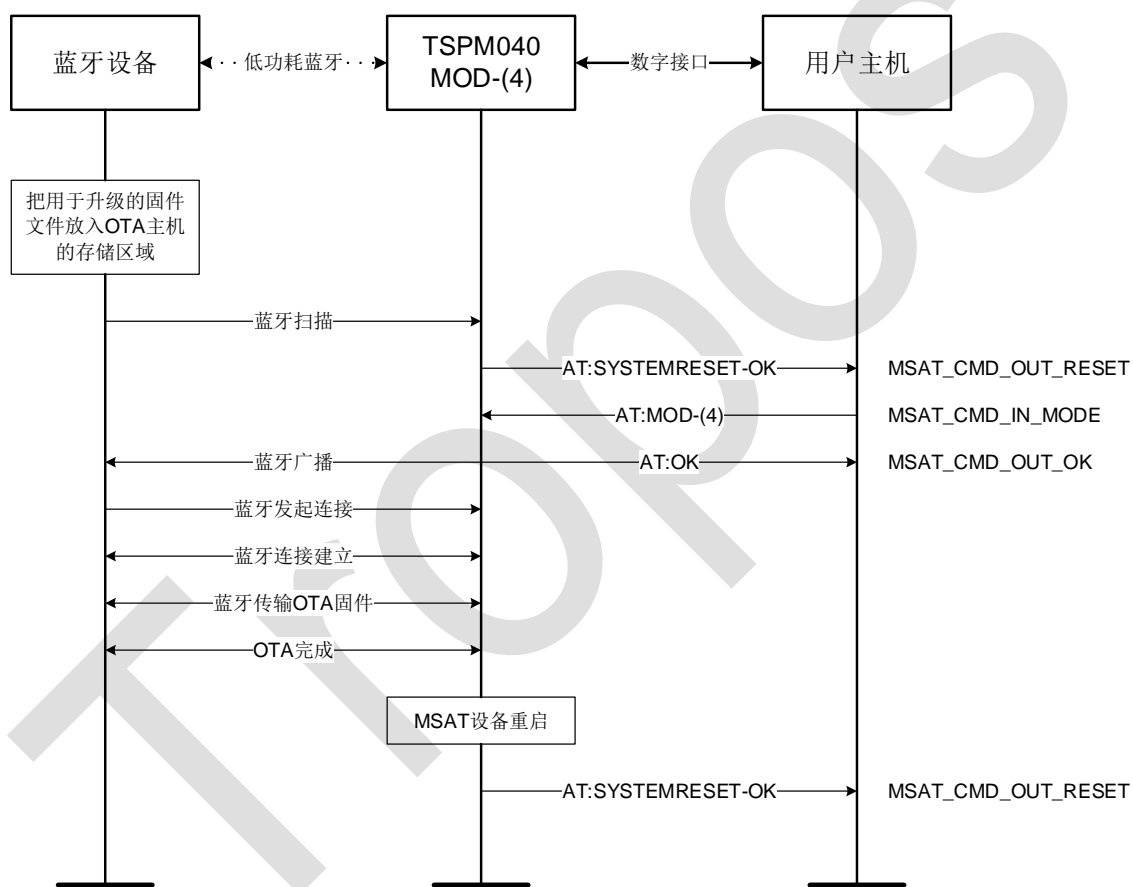 蓝牙设备
低功耗蓝牙
TSPM040
MOD-(4)
数字接口
用户主机
把用于升级的固件
文件放入OTA主机
的存储区域
蓝牙扫描
AT:SYSTEMRESET-OK
MSAT_CMD_OUT_RESET
AT:MOD-(4)
MSAT_CMD_IN_MODE
蓝牙广播
AT:OK
MSAT_CMD_OUT_OK
蓝牙发起连接
蓝牙连接建立
蓝牙传输OTA固件
OTA完成
MSAT设备重启
AT:SYSTEMRESET-OK
MSAT_CMD_OUT_RESET
Tropos